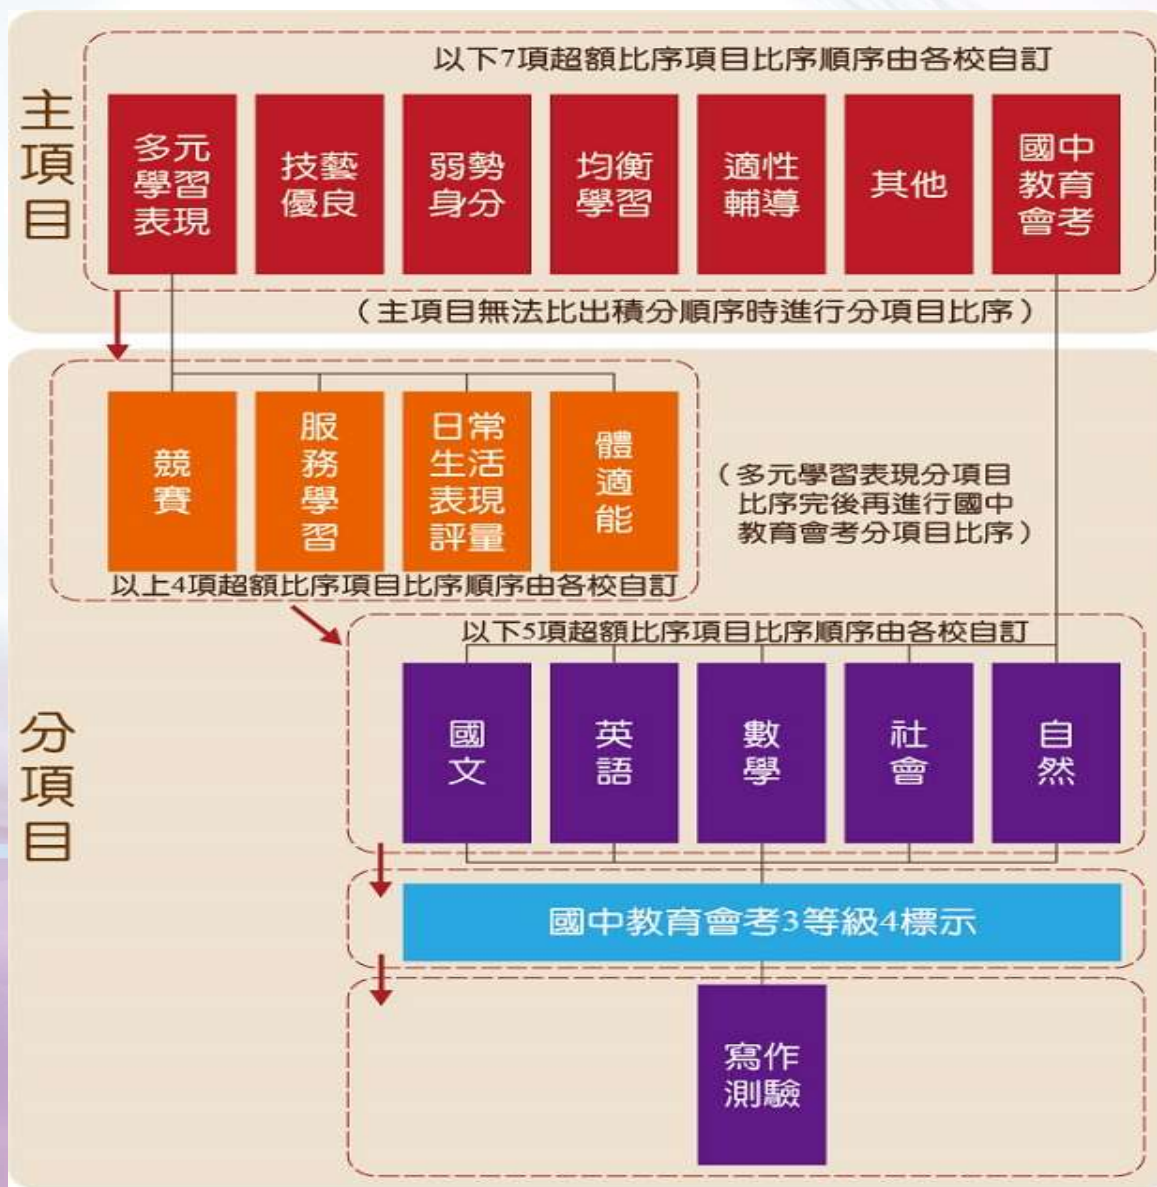 主項目
以下7項超額比序項目比序順序由各校自訂
多元
學習
表現
技藝
優良
弱勢
身分
均衡
學習
適性
輔導
其他
國中
教育
會考
（主項目無法比出積分順序時進行分項目比序）
分項目
競賽
服務學習
日常
生活
表現
評量
體適能
以上4項超額比序項目比序順序由各校自訂
（多元學習表現分項目
比序完後再進行國中
教育會考分項目比序）
以下5項超額比序項目比序順序由各校自訂
國文
英語
數學
社會
自然
國中教育會考3等級4標示
寫作
測驗